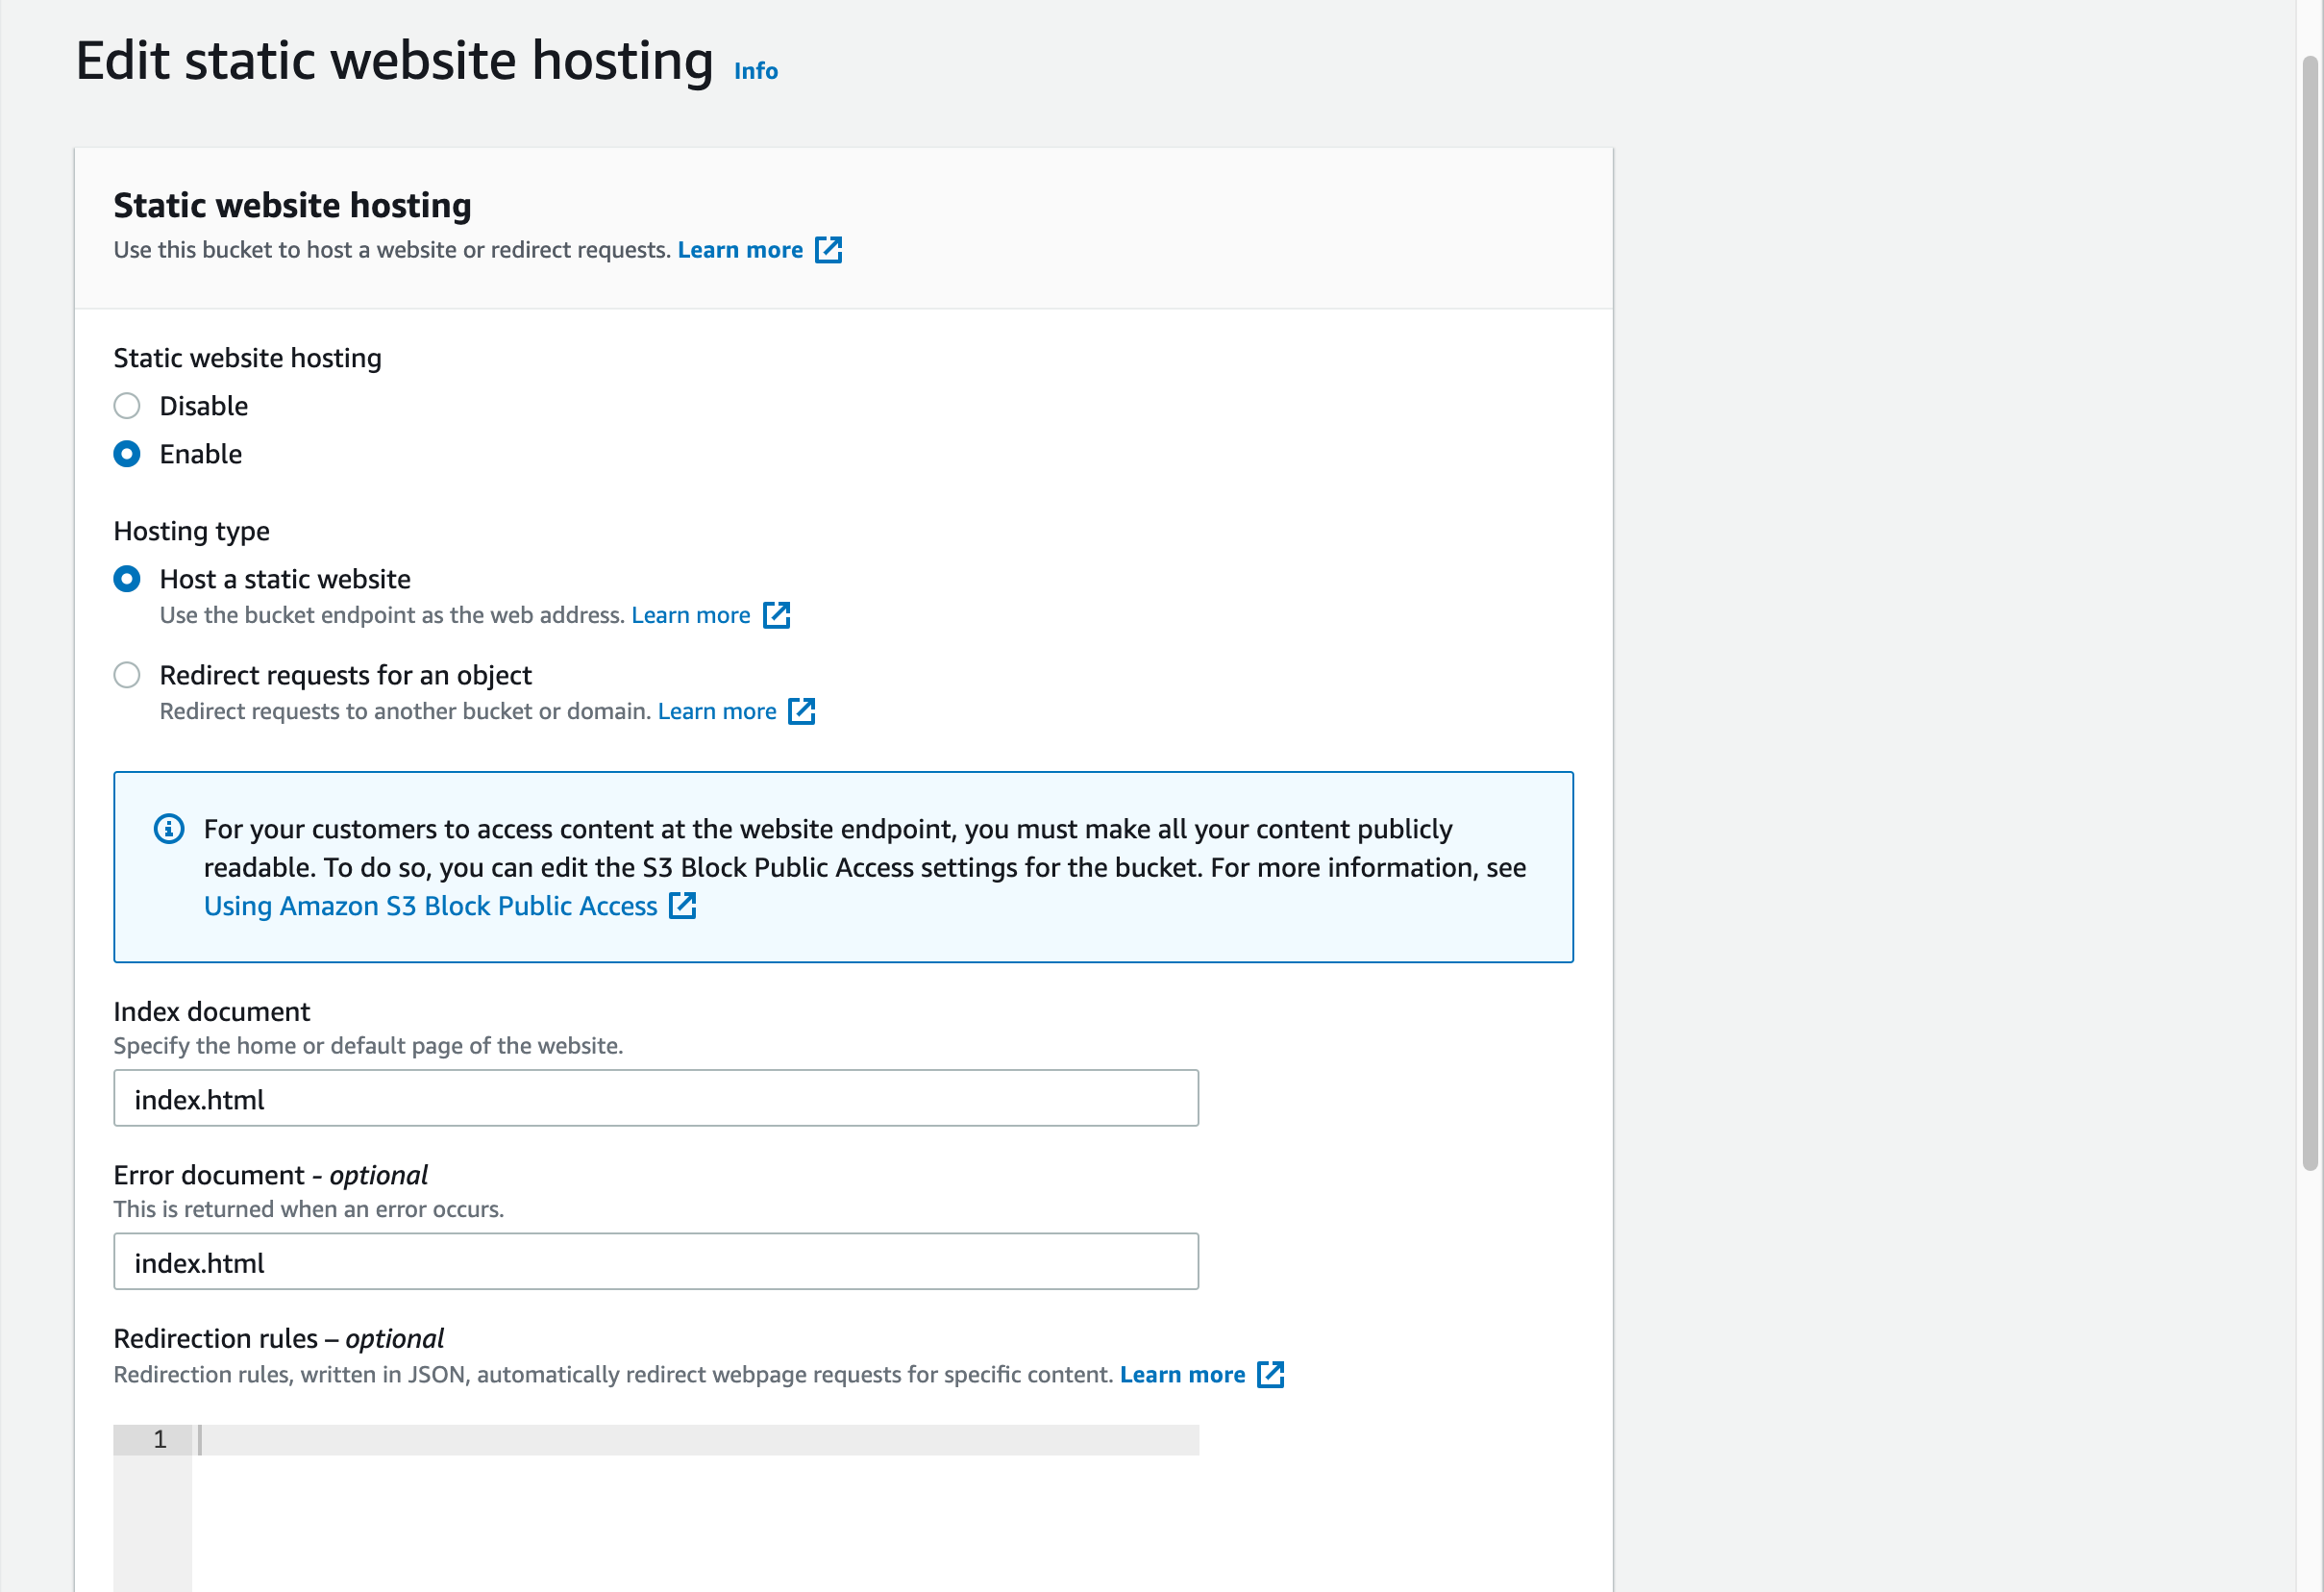 Edit static website hosting Info
Static website hosting
Use this bucket to host a website or redirect requests. Learn more
Static website hosting
Disable
Enable
Hosting type
Host a static website
Use the bucket endpoint as the web address. Learn more
Redirect requests for an object
Redirect requests to another bucket or domain. Learn more
For your customers to access content at the website endpoint, you must make all your content publicly
readable. To do so, you can edit the S3 Block Public Access settings for the bucket. For more information, see
Using Amazon S3 Block Public Access
Index document
Specify the home or default page of the website.
index.html
Error document - optional
This is returned when an error occurs.
index.html
Redirection rules – optional
Redirection rules, written in JSON, automatically redirect webpage requests for specific content. Learn more
1